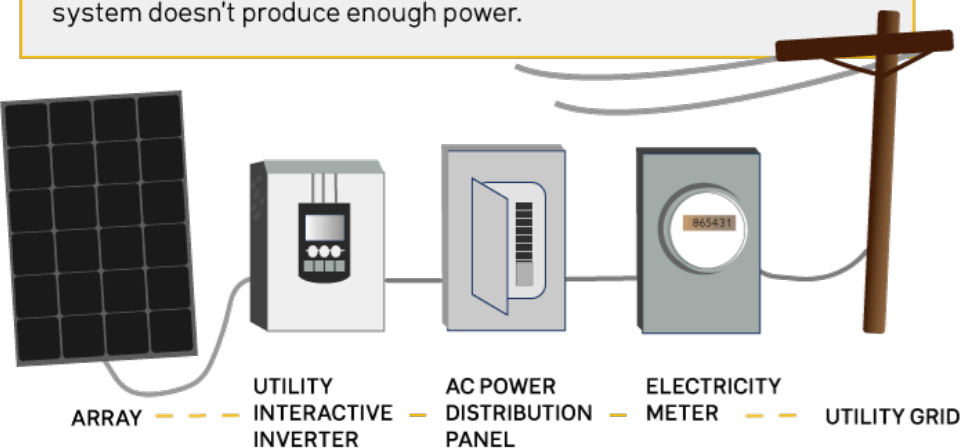 system doesn't produce enough power.
865431
UTILITY
INTERACTIVE
INVERTER
AC POWER
DISTRIBUTION
PANEL
ELECTRICITY
METER
ARRAY
UTILITY GRID